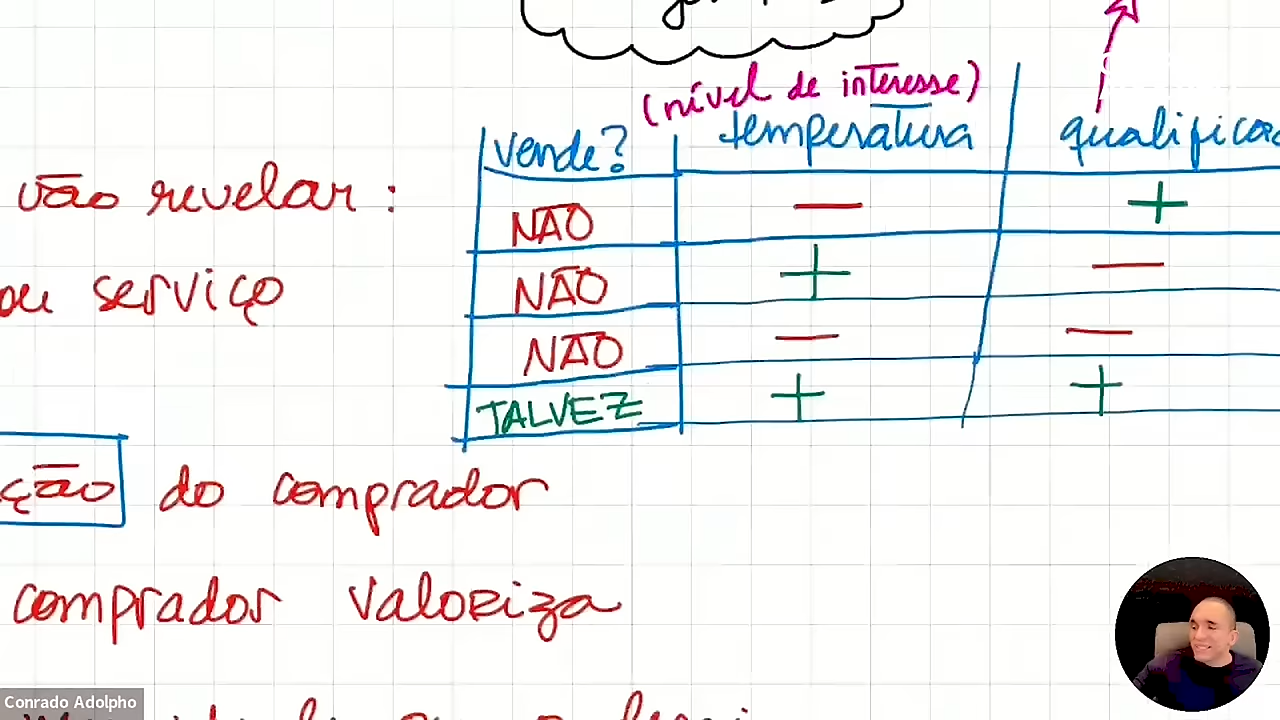 (nível de interesse)
vende? temperatura
vão revelar:
NÃO — +
ou serviço
NÃO + —
NÃO — —
TALVEZ + +
ção do comprador
comprador valoriza
Conrado Adolpho